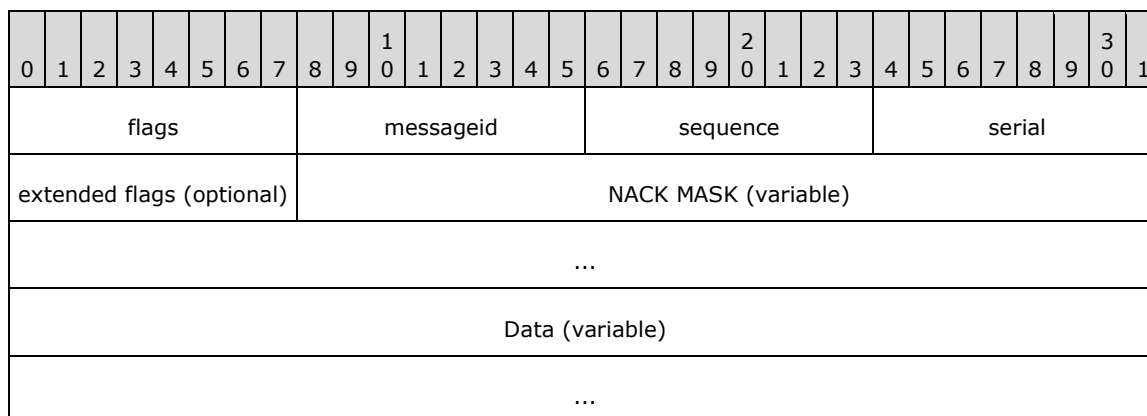 1 2 3
0 1 2 3 4 5 6 7 8 9 0 1 2 3 4 5 6 7 8 9 0 1 2 3 4 5 6 7 8 9 0 1
flags messageid sequence serial
extended flags (optional) NACK MASK (variable)
...
Data (variable)
...